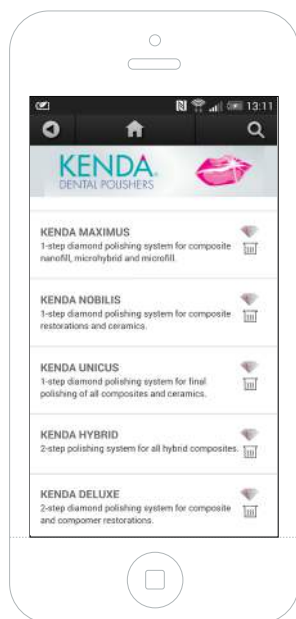 13:11
KENDA®
DENTAL POLISHERS
KENDA MAXIMUS
1-step diamond polishing system for composite
nanofill, microhybrid and microfill.
KENDA NOBILIS
1-step diamond polishing system for composite
restorations and ceramics.
KENDA UNICUS
1-step diamond polishing system for final
polishing of all composites and ceramics.
KENDA HYBRID
2-step polishing system for all hybrid composites.
KENDA DELUXE
2-step diamond polishing system for composite
and compomer restorations.